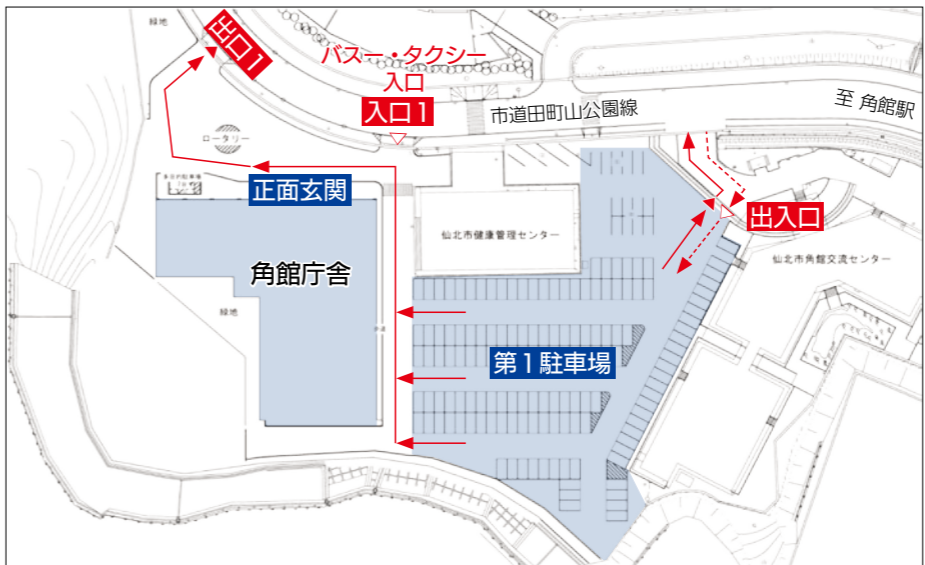 緑地
出口1
バスー・タクシー
入口
入口1
市道田町山公園線
至 角館駅
ロータリー
正面玄関
仙北市健康管理センター
出入口
仙北市角館交流センター
角館庁舎
緑地
第1駐車場